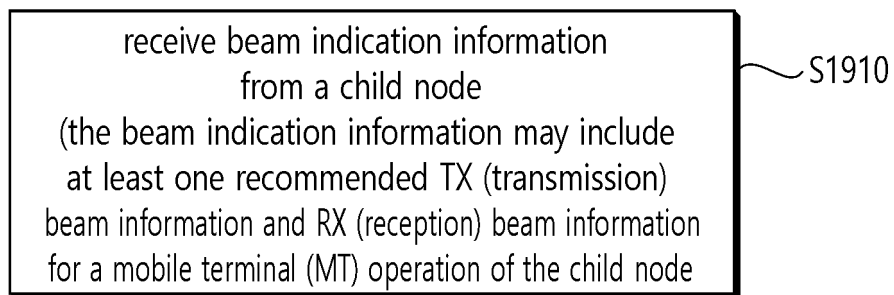 receive beam indication information
from a child node
(the beam indication information may include
at least one recommended TX (transmission)
beam information and RX (reception) beam information
for a mobile terminal (MT) operation of the child node
S1910